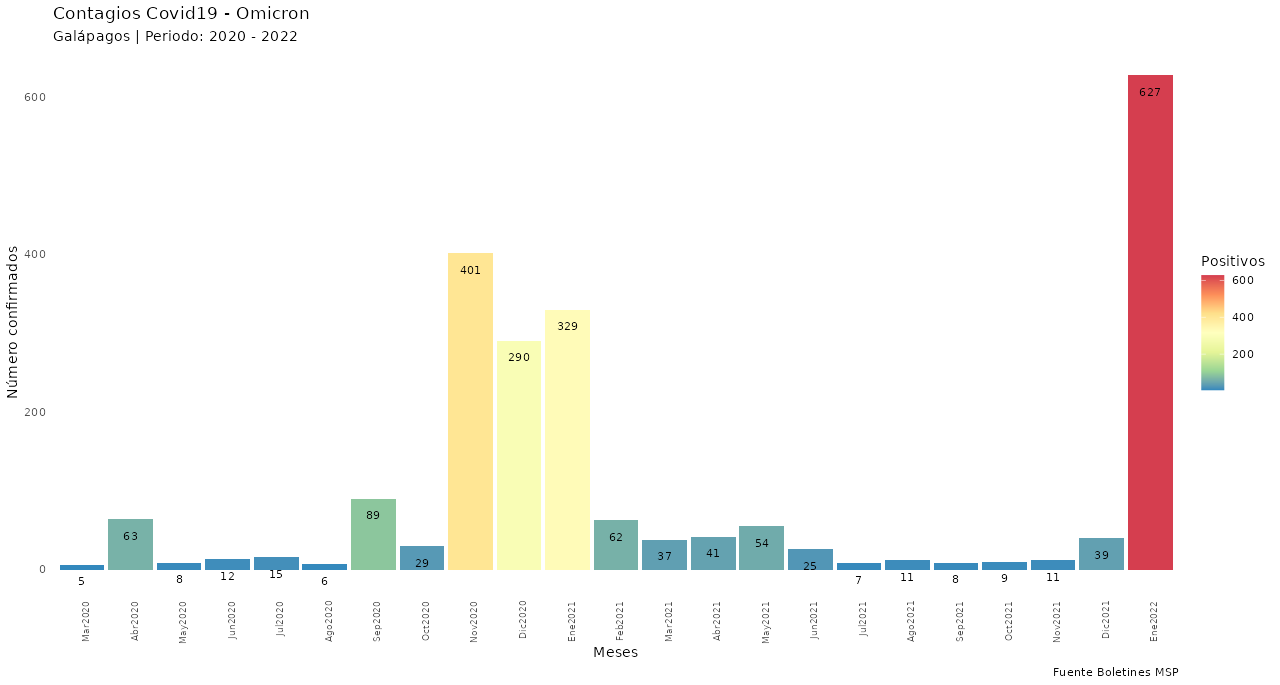 Contagios Covid19 - Omicron
Galápagos | Periodo: 2020 - 2022
Número confirmados
600
400
200
0
5
63
8
12
15
6
89
29
401
290
329
62
37
41
54
25
7
11
8
9
11
39
627
Mar2020
Abr2020
May2020
Jun2020
Jul2020
Ago2020
Sep2020
Oct2020
Nov2020
Dic2020
Ene2021
Feb2021
Mar2021
Abr2021
May2021
Jun2021
Jul2021
Ago2021
Sep2021
Oct2021
Nov2021
Dic2021
Ene2022
Meses
Positivos
600
400
200
Fuente Boletines MSP